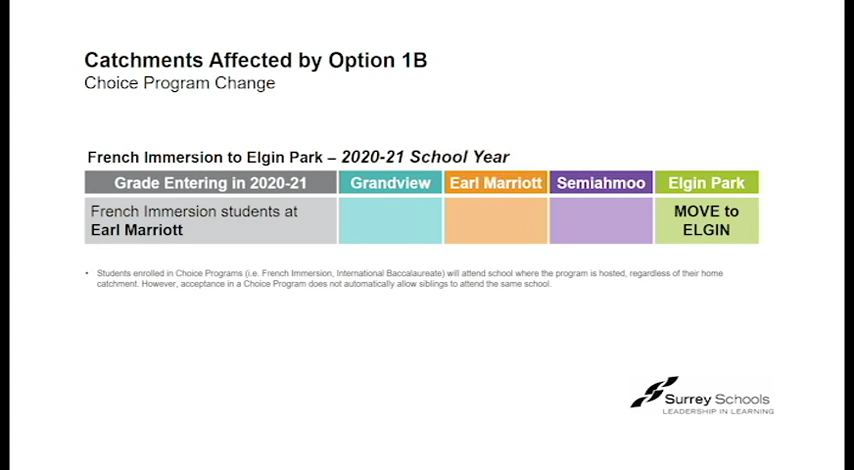 Catchments Affected by Option 1B
Choice Program Change
French Immersion to Elgin Park – 2020-21 School Year
Grade Entering in 2020-21 Grandview Earl Marriott Semiahmoo Elgin Park
French Immersion students at
Earl Marriott
MOVE to
ELGIN
• Students enrolled in Choice Programs (i.e. French Immersion, International Baccalaureate) will attend school where the program is hosted, regardless of their home
catchment. However, acceptance in a Choice Program does not automatically allow siblings to attend the same school.
Surrey Schools
LEADERSHIP IN LEARNING